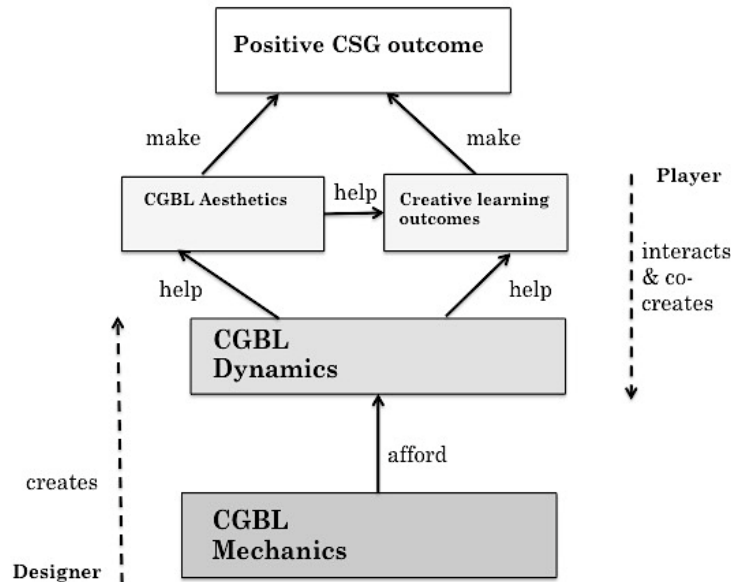 Positive CSG outcome
make
make
CGBL Aesthetics
help
Creative learning
outcomes
Player
interacts
& co-
creates
help
help
CGBL
Dynamics
afford
creates
CGBL
Mechanics
Designer